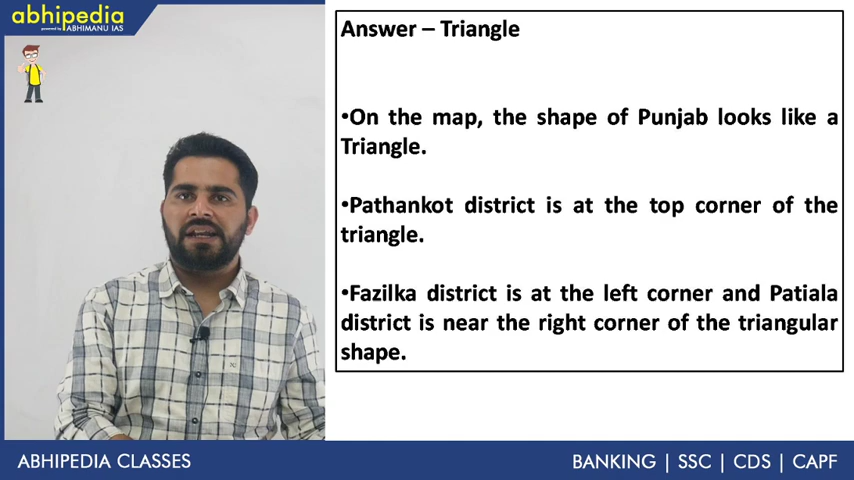 abhipedia
powered by ABHIMANU IAS
Answer – Triangle
•On the map, the shape of Punjab looks like a
Triangle.
•Pathankot district is at the top corner of the
triangle.
•Fazilka district is at the left corner and Patiala
district is near the right corner of the triangular
shape.
ABHIPEDIA CLASSES
BANKING | SSC | CDS | CAPF